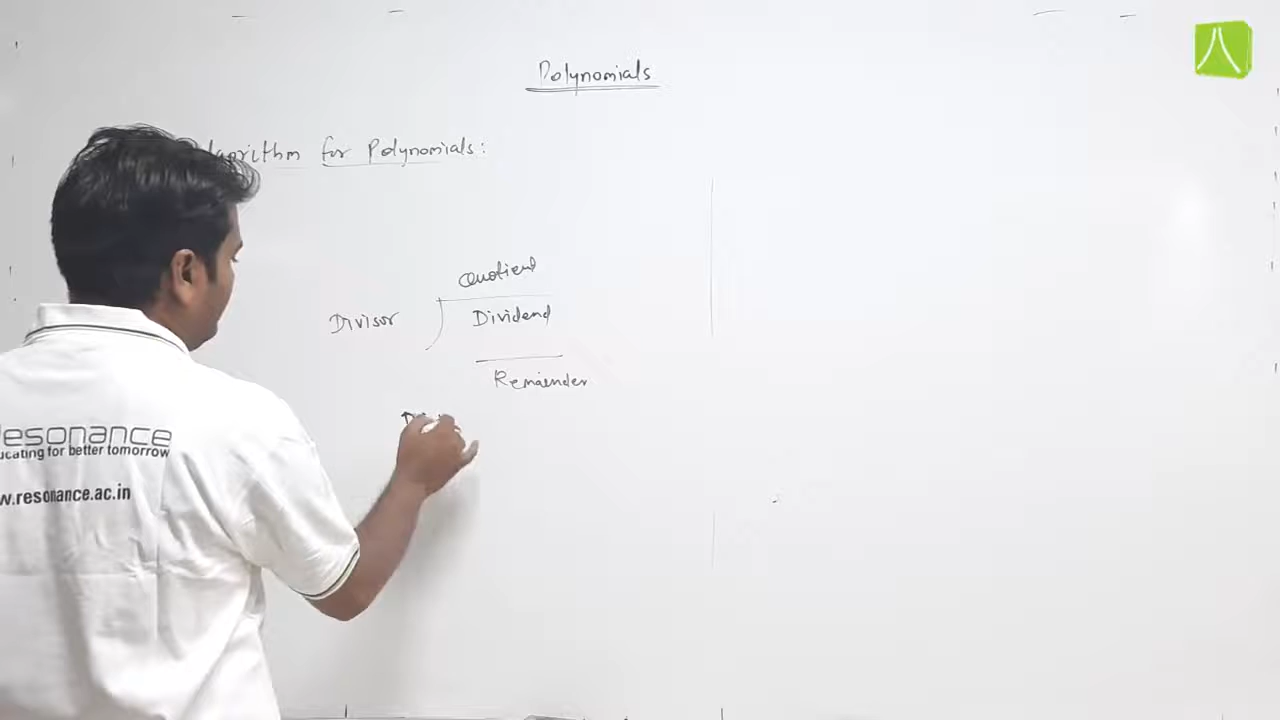 Polynomials
lgorithm for Polynomials:
Quotient
Divisor
Dividend
Remainder
esonance
ucating for better tomorrow
w.resonance.ac.in